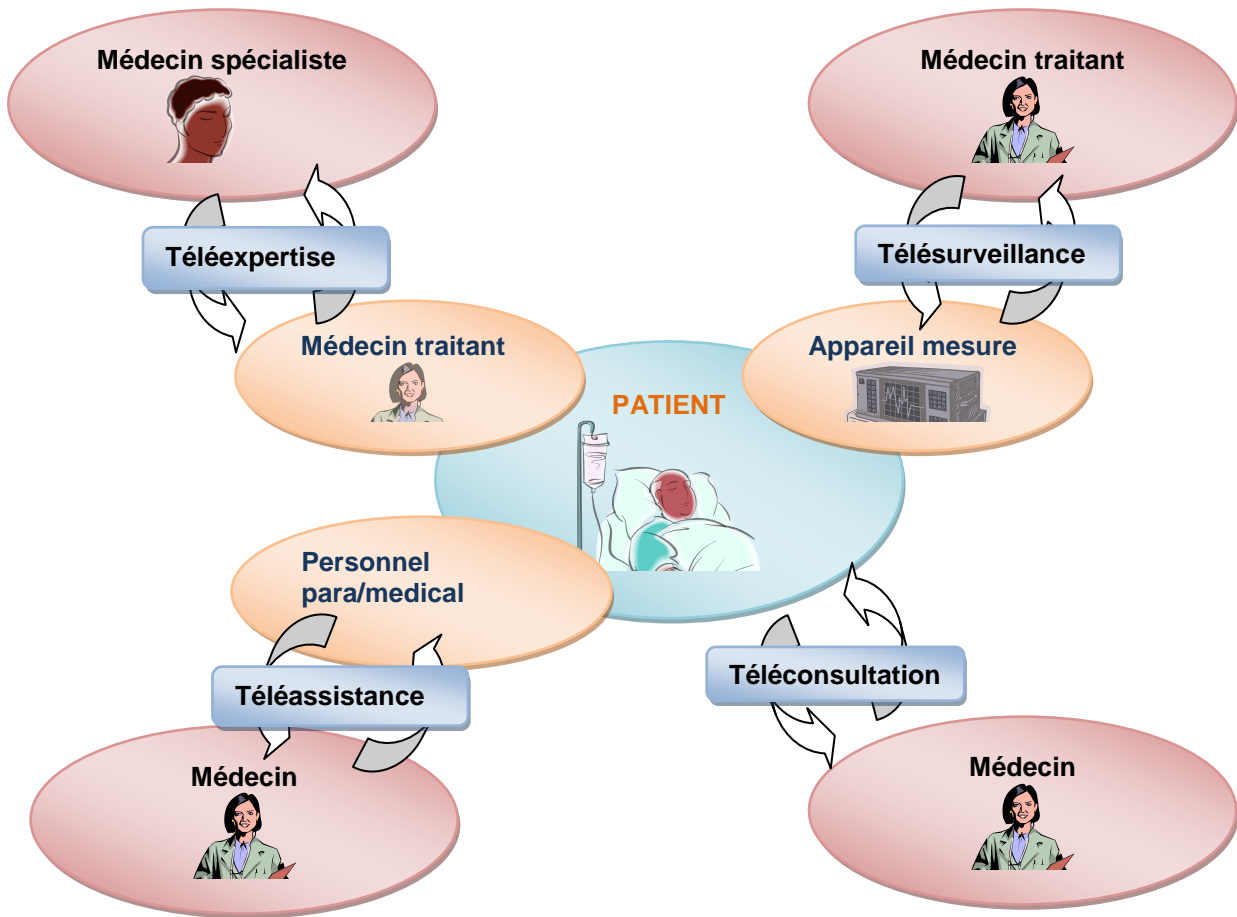 Médecin spécialiste
Médecin traitant
Téléexpertise
Télésurveillance
Médecin traitant
Appareil mesure
PATIENT
Personnel
para/medical
Téléassistance
Téléconsultation
Médecin
Médecin